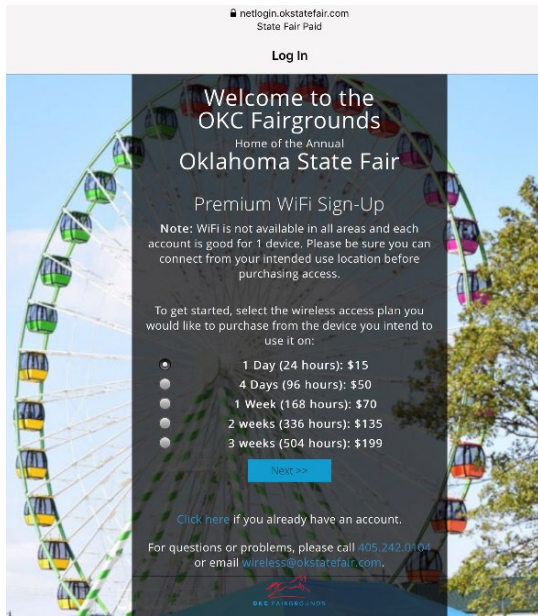 netlogin.okstatefair.com
State Fair Paid
Log In
Welcome to the
OKC Fairgrounds
Home of the Annual
Oklahoma State Fair
Premium WiFi Sign-Up
Note: WiFi is not available in all areas and each
account is good for 1 device. Please be sure you can
connect from your intended use location before
purchasing access.
To get started, select the wireless access plan you
would like to purchase from the device you intend to
use it on:
1 Day (24 hours): $15
4 Days (96 hours): $50
1 Week (168 hours): $70
2 weeks (336 hours): $135
3 weeks (504 hours): $199
Next >>
Click here if you already have an account.
For questions or problems, please call 405.242.0104
or email wireless@okstatefair.com.
OKC FAIRGROUNDS